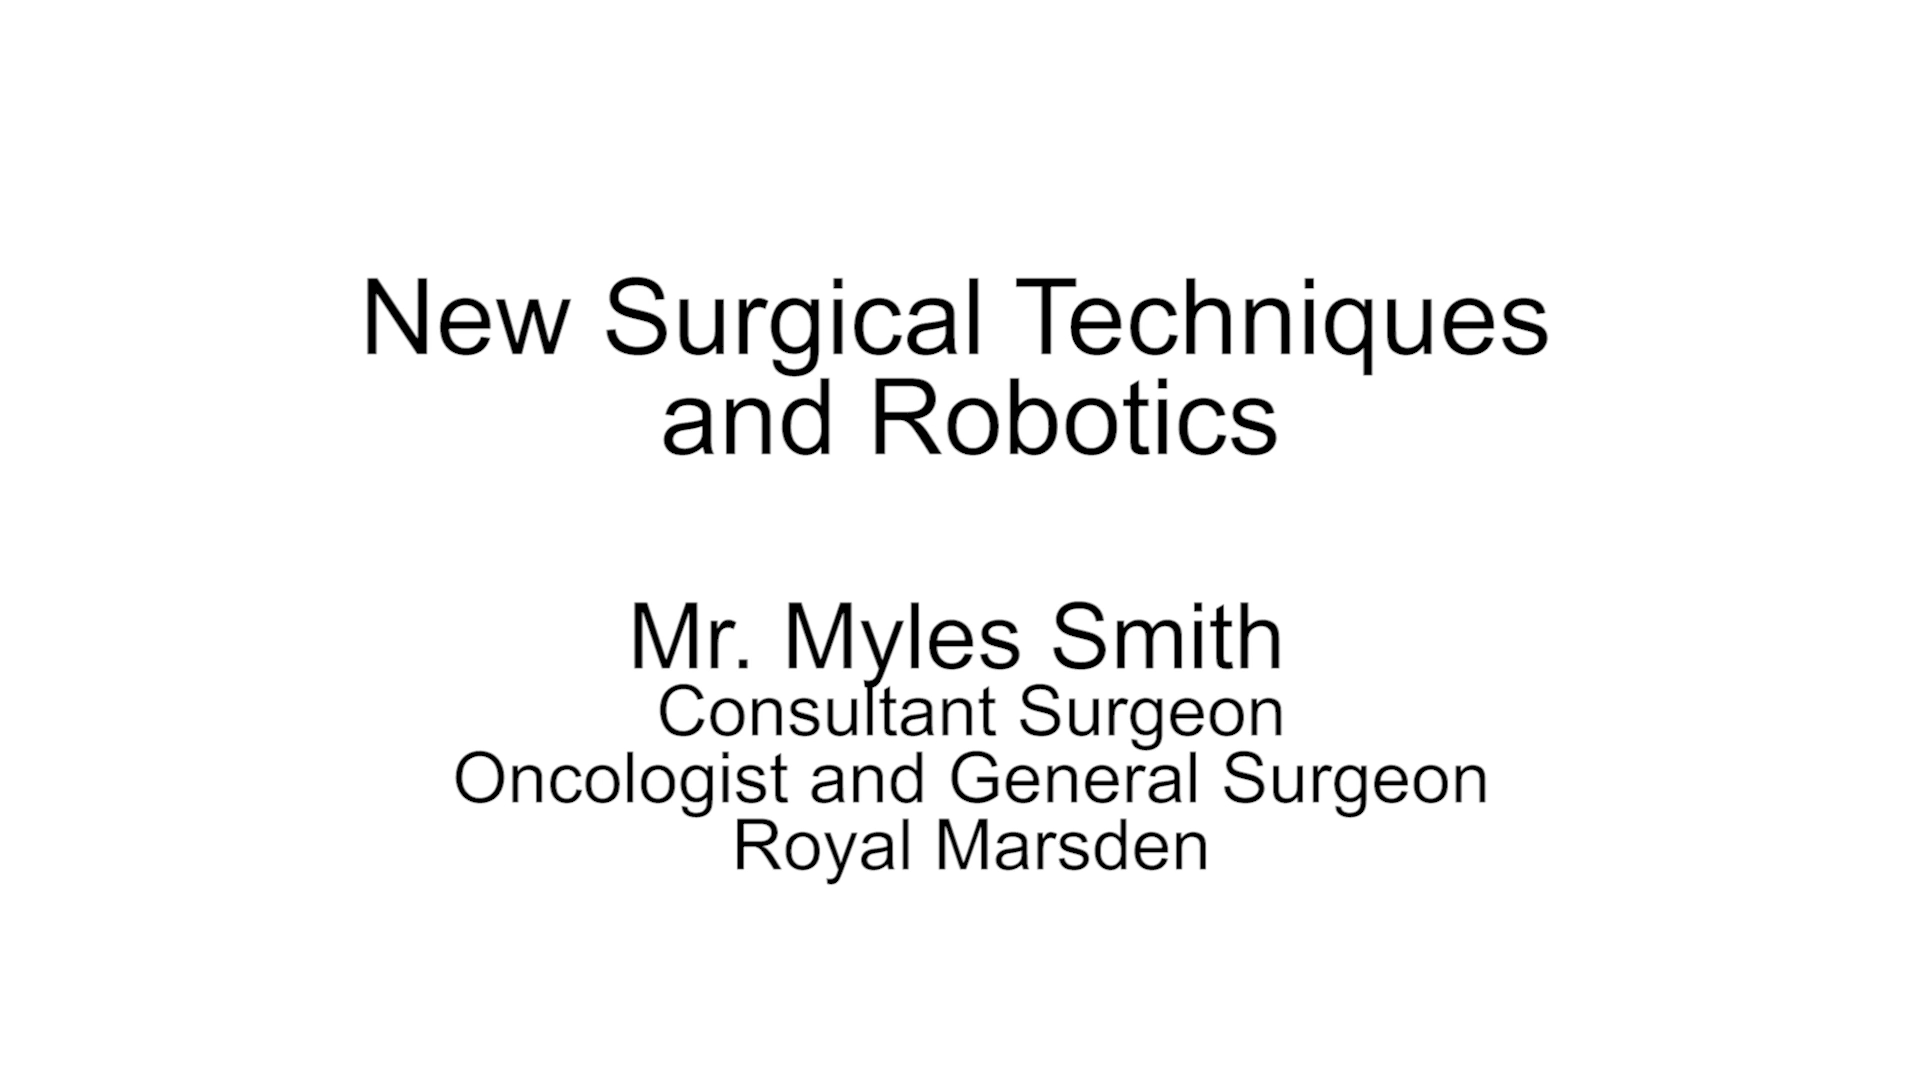 New Surgical Techniques
and Robotics
Mr. Myles Smith
Consultant Surgeon
Oncologist and General Surgeon
Royal Marsden